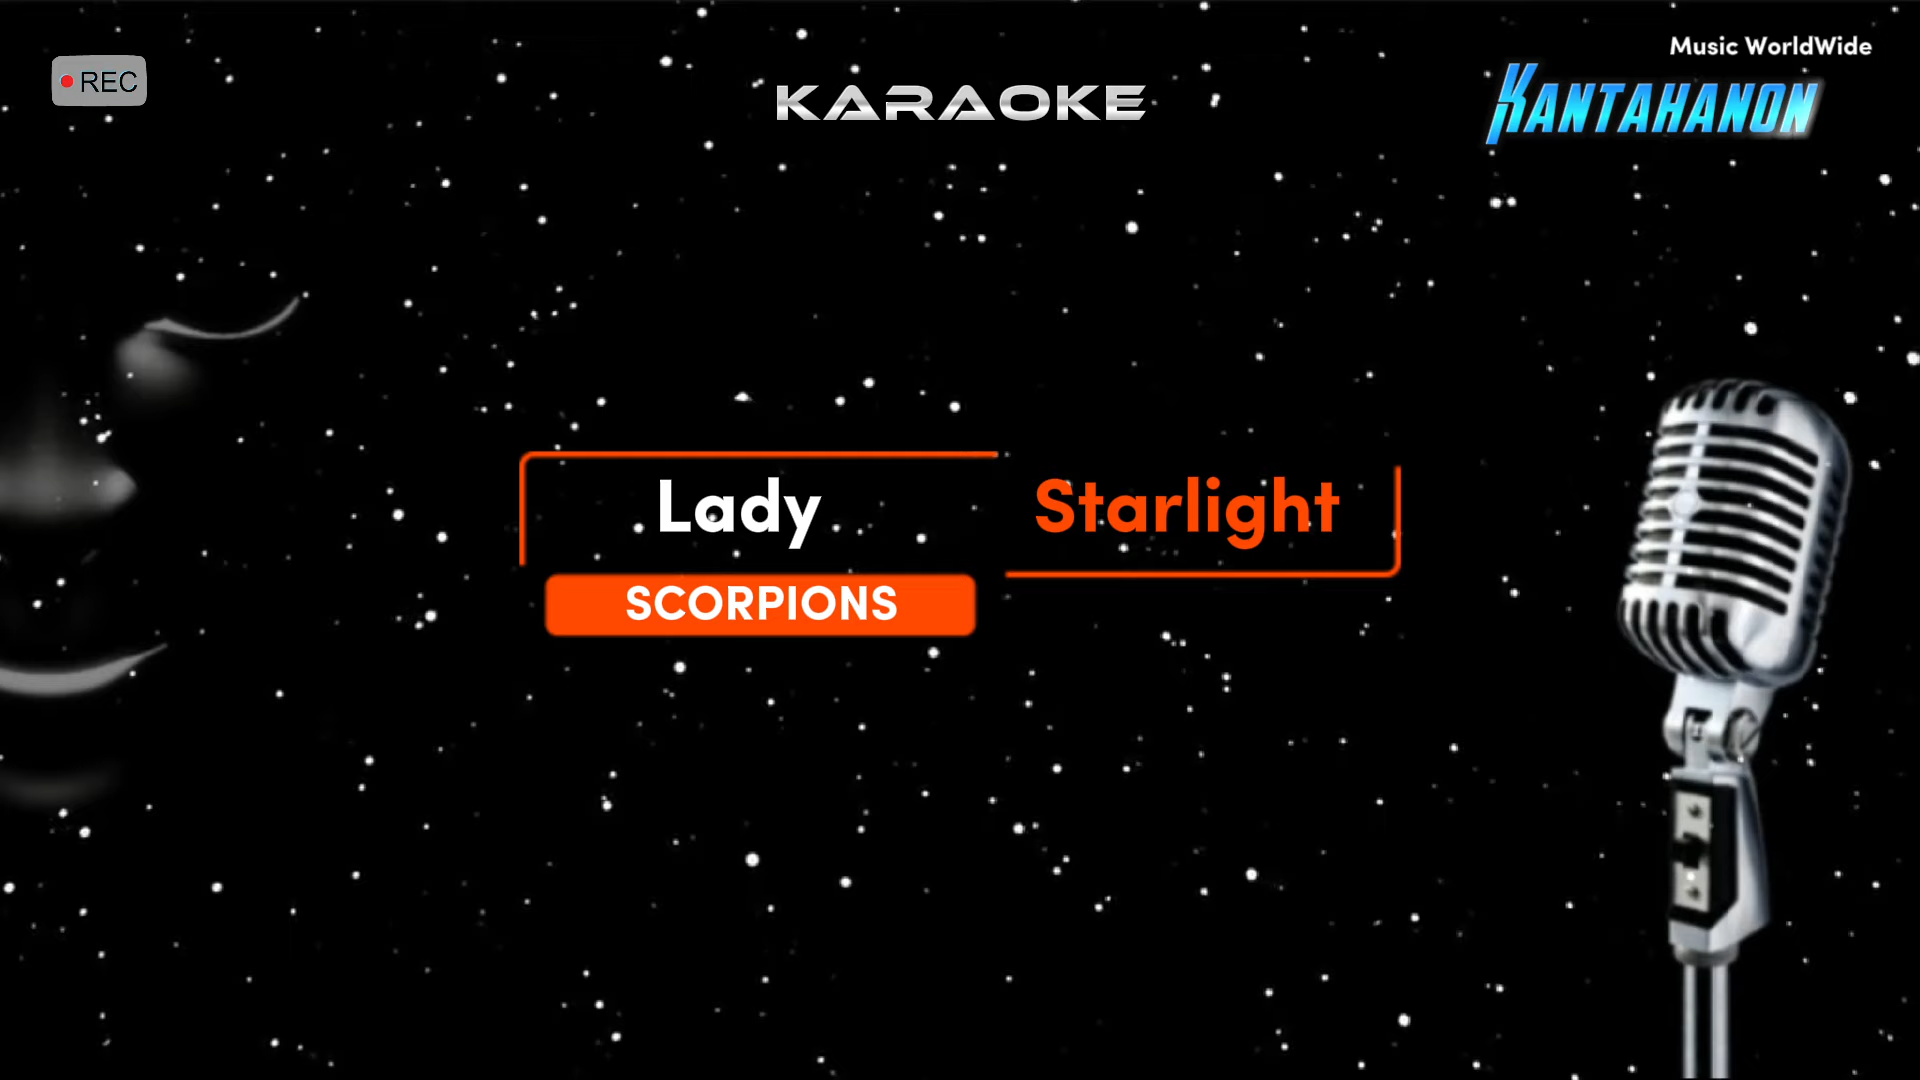 Music WorldWide
REC
KARAOKE
KANTAHANON
Lady Starlight
SCORPIONS